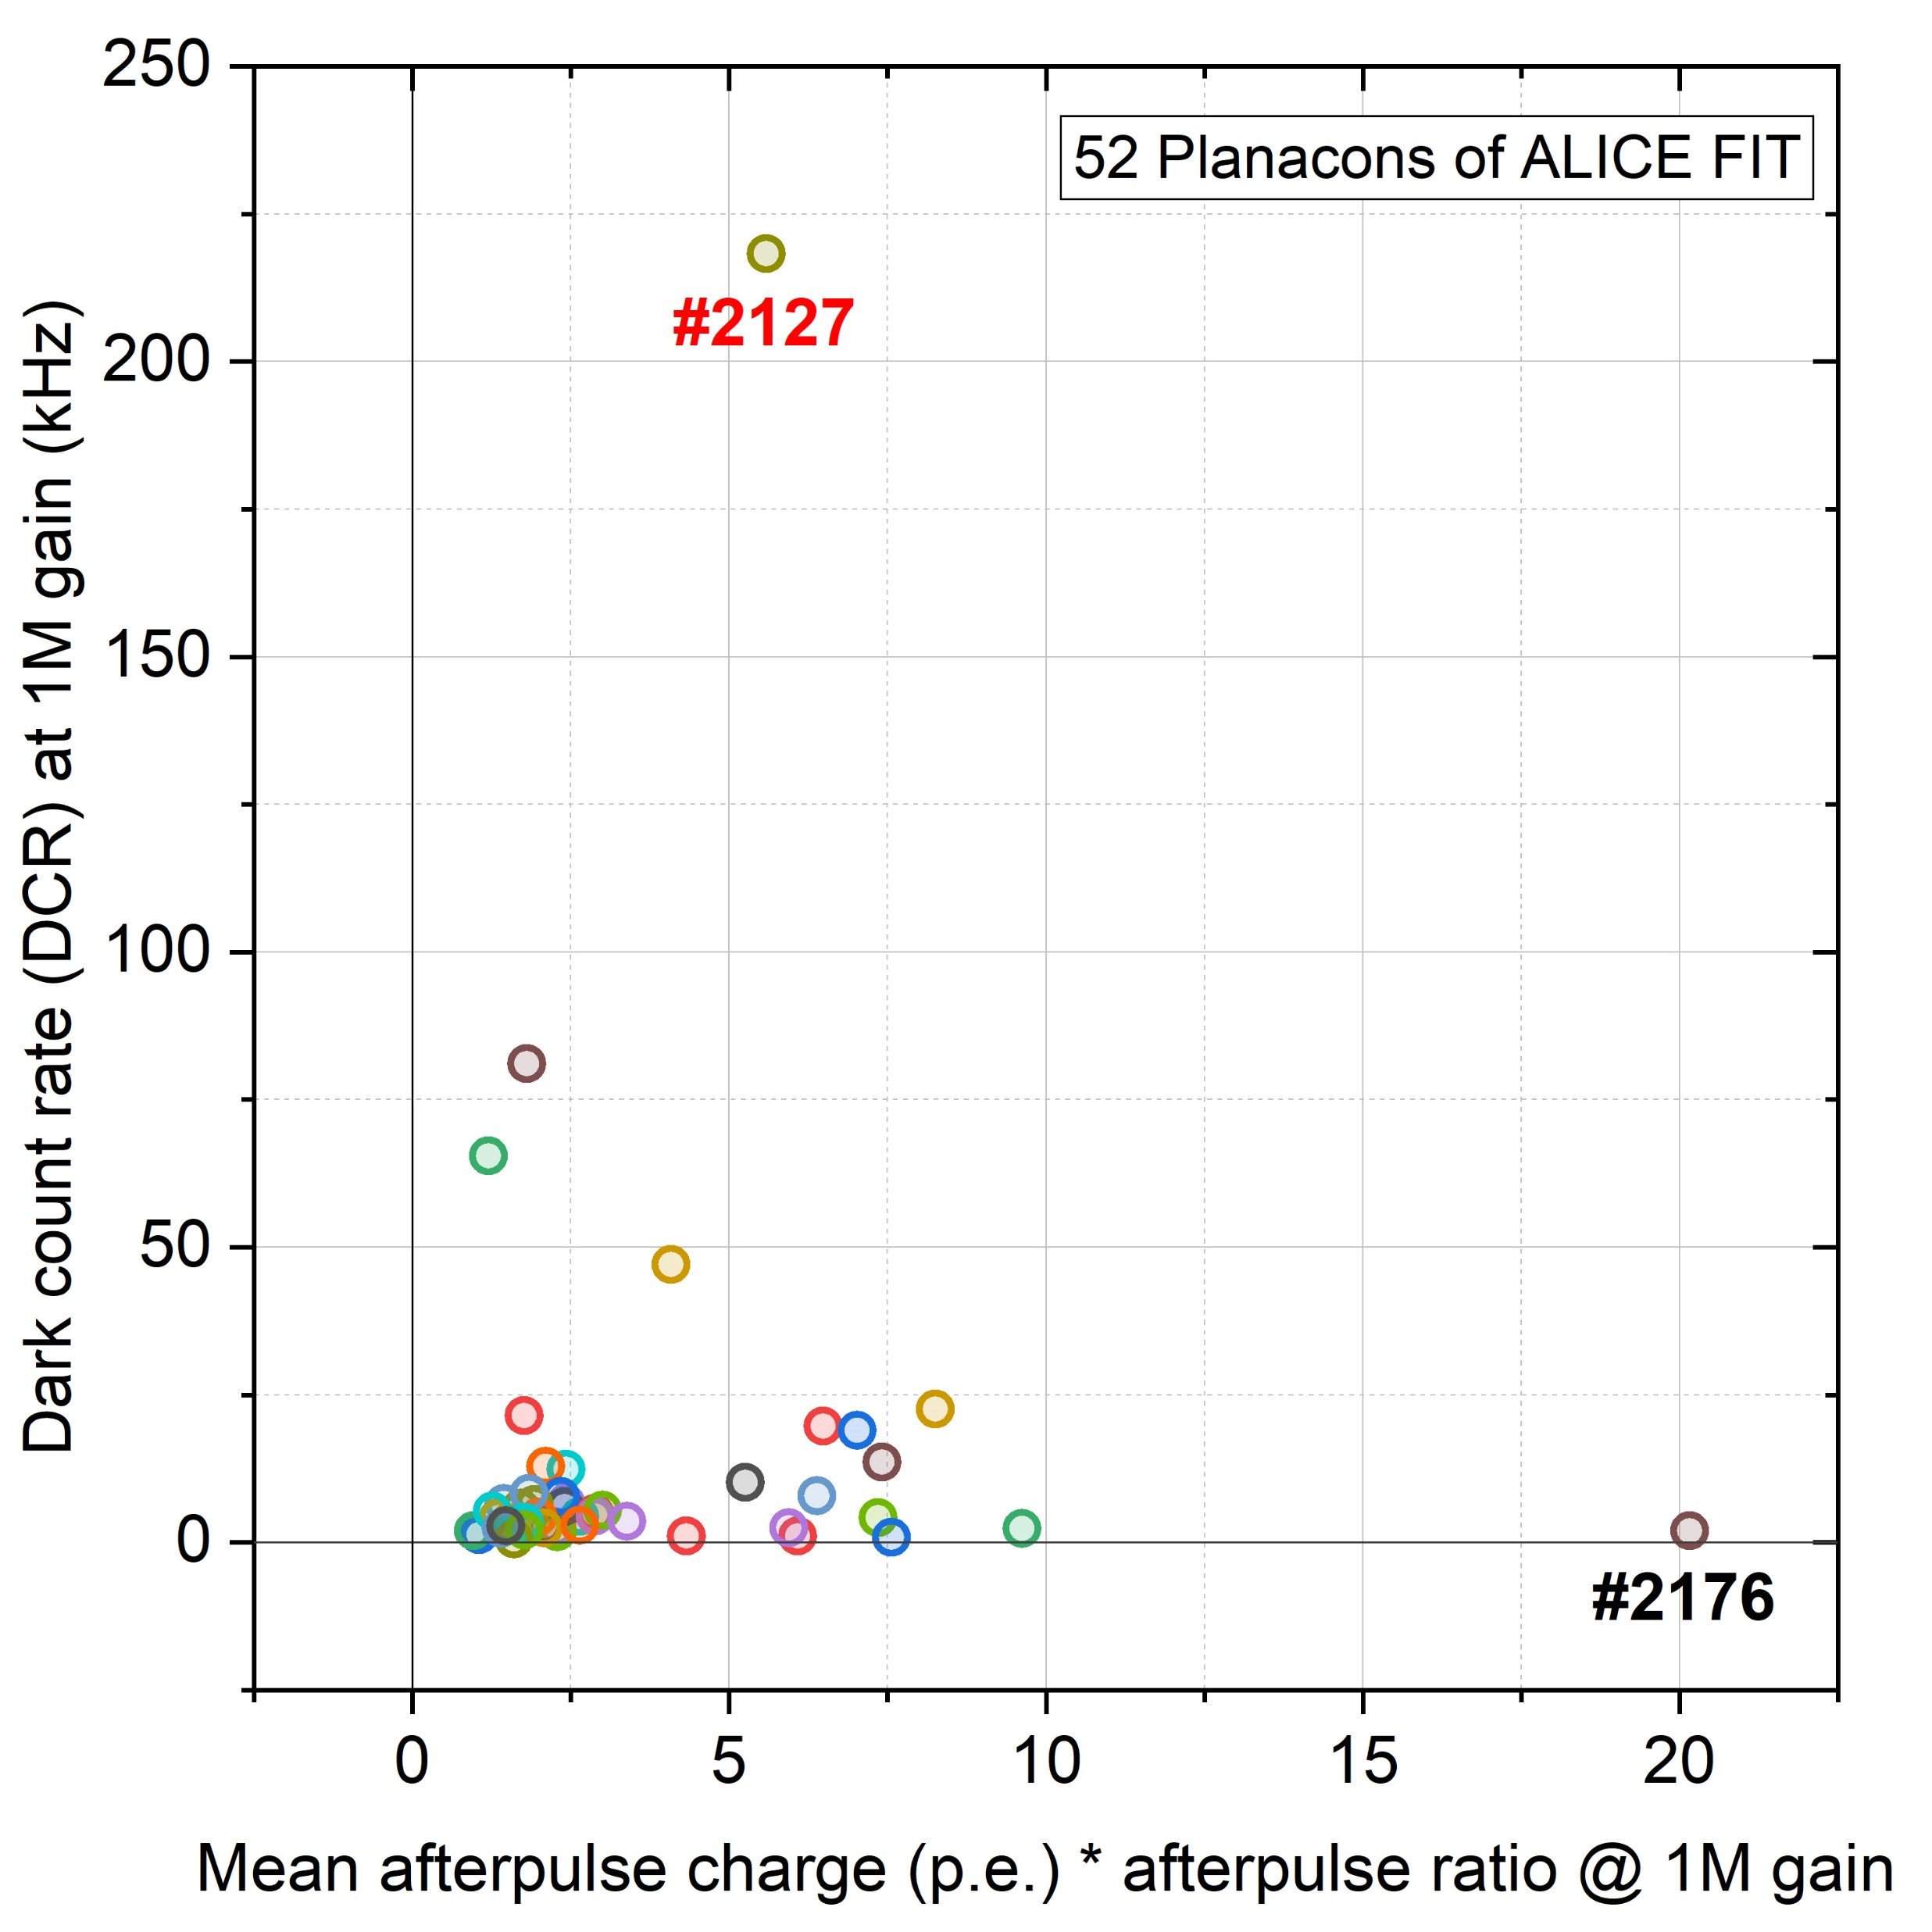 52 Planacons of ALICE FIT
#2127
#2176
Dark count rate (DCR) at 1M gain (kHz)
250
200
150
100
50
0
0 5 10 15 20
Mean afterpulse charge (p.e.) * afterpulse ratio @ 1M gain